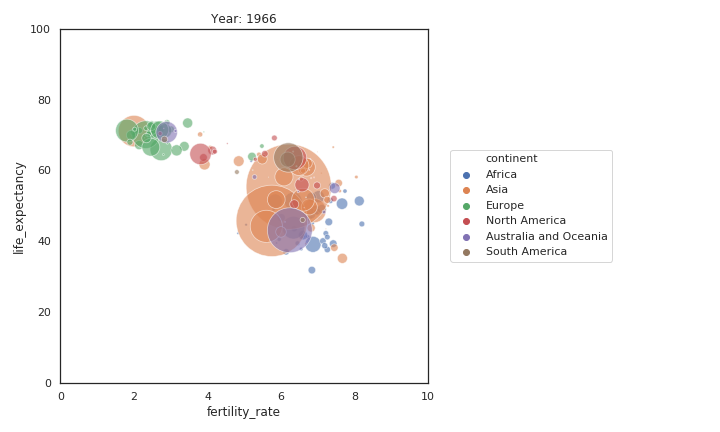 Year: 1966
100
80
60
40
20
0
life_expectancy
0 2 4 6 8 10
fertility_rate
continent
Africa
Asia
Europe
North America
Australia and Oceania
South America